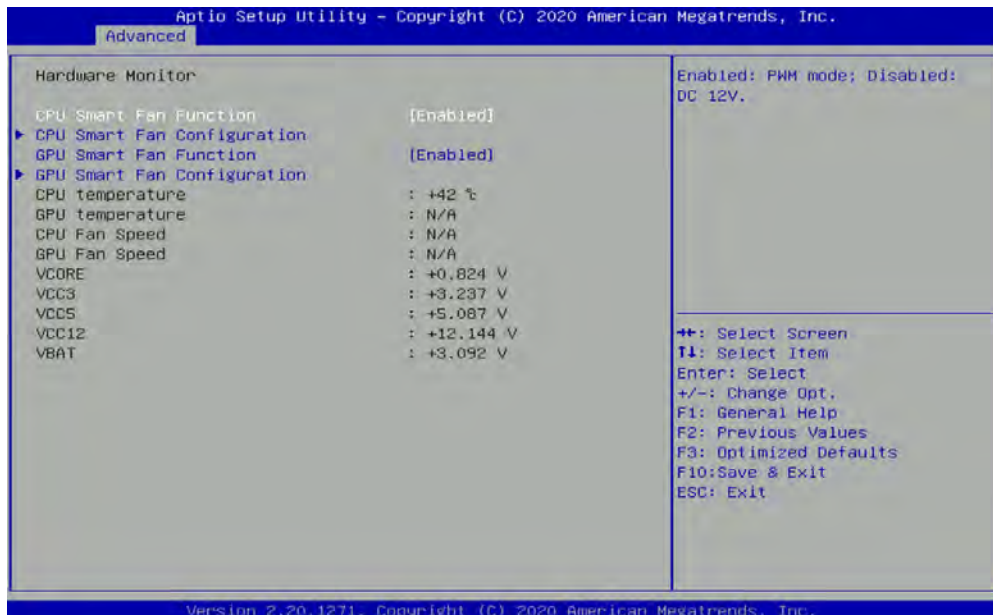 Aptio Setup Utility – Copyright (C) 2020 American Megatrends, Inc.
Advanced
Hardware Monitor
CPU Smart Fan Function [Enabled]
▶ CPU Smart Fan Configuration
GPU Smart Fan Function [Enabled]
▶ GPU Smart Fan Configuration
CPU temperature : +42 ℃
GPU temperature : N/A
CPU Fan Speed : N/A
GPU Fan Speed : N/A
VCORE : +0.824 V
VCC3 : +3.237 V
VCC5 : +5.087 V
VCC12 : +12.144 V
VBAT : +3.092 V
Enabled: PWM mode; Disabled:
DC 12V.
→←: Select Screen
↑↓: Select Item
Enter: Select
+/-: Change Opt.
F1: General Help
F2: Previous Values
F3: Optimized Defaults
F10:Save & Exit
ESC: Exit
Version 2.20.1271. Copyright (C) 2020 American Megatrends, Inc.